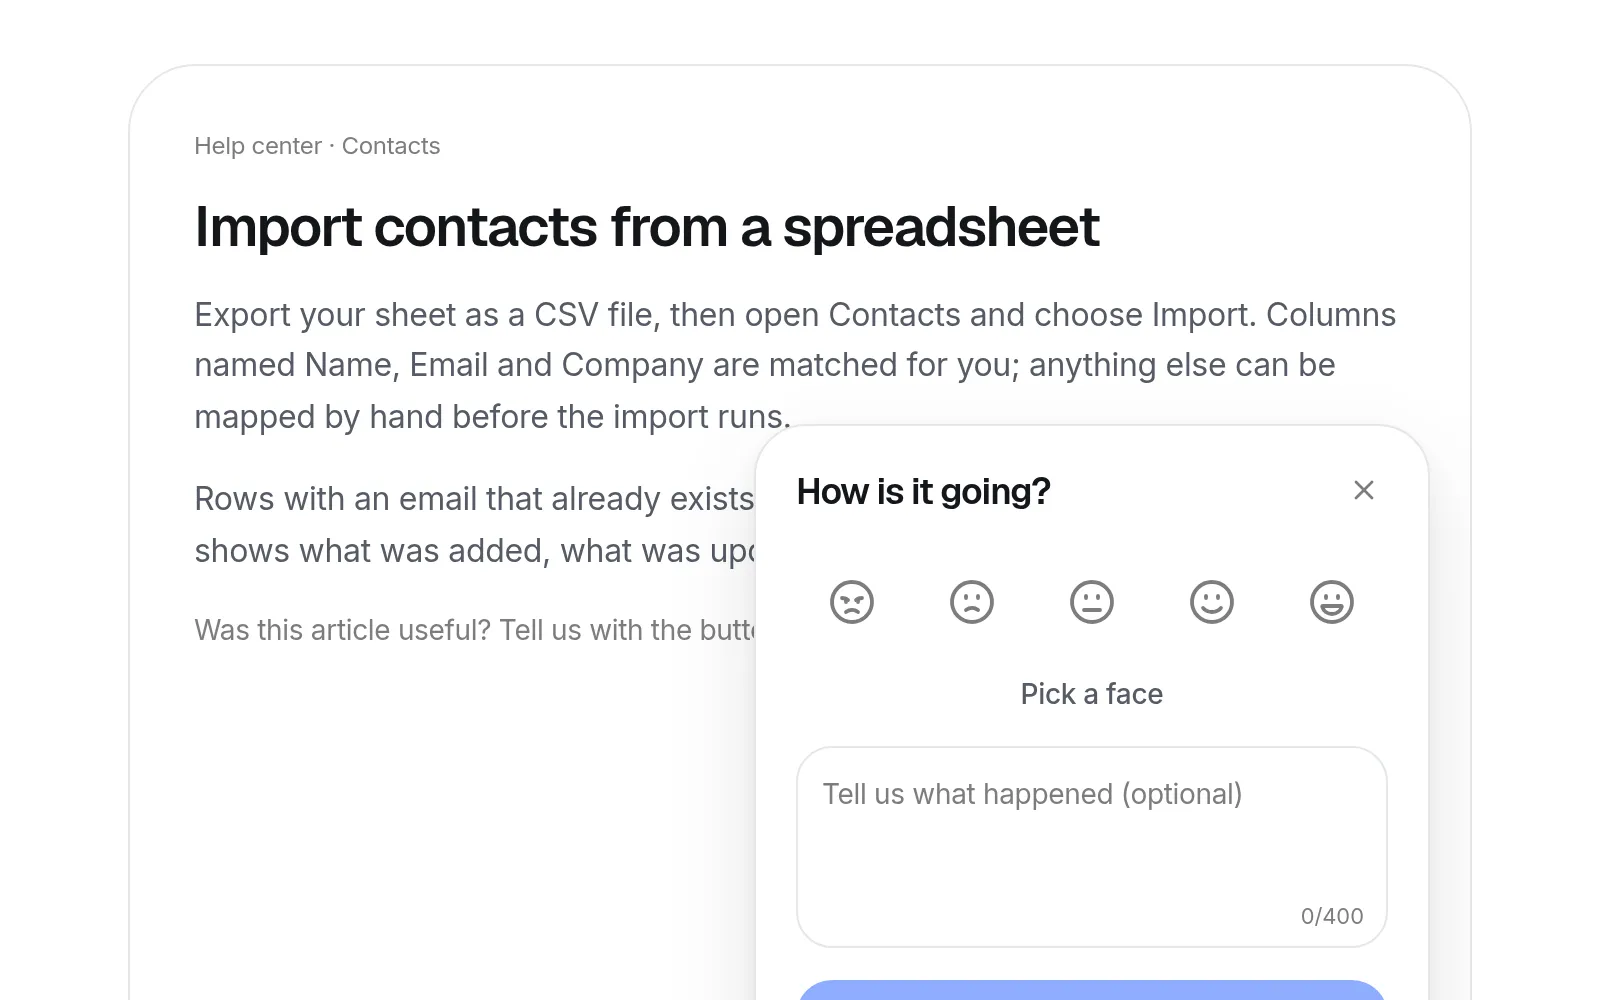 Help center · Contacts
Import contacts from a spreadsheet
Export your sheet as a CSV file, then open Contacts and choose Import. Columns
named Name, Email and Company are matched for you; anything else can be
mapped by hand before the import runs.
Rows with an email that already exists
shows what was added, what was
Was this article useful? Tell us with the
How is it going?
Pick a face
Tell us what happened (optional)
0/400